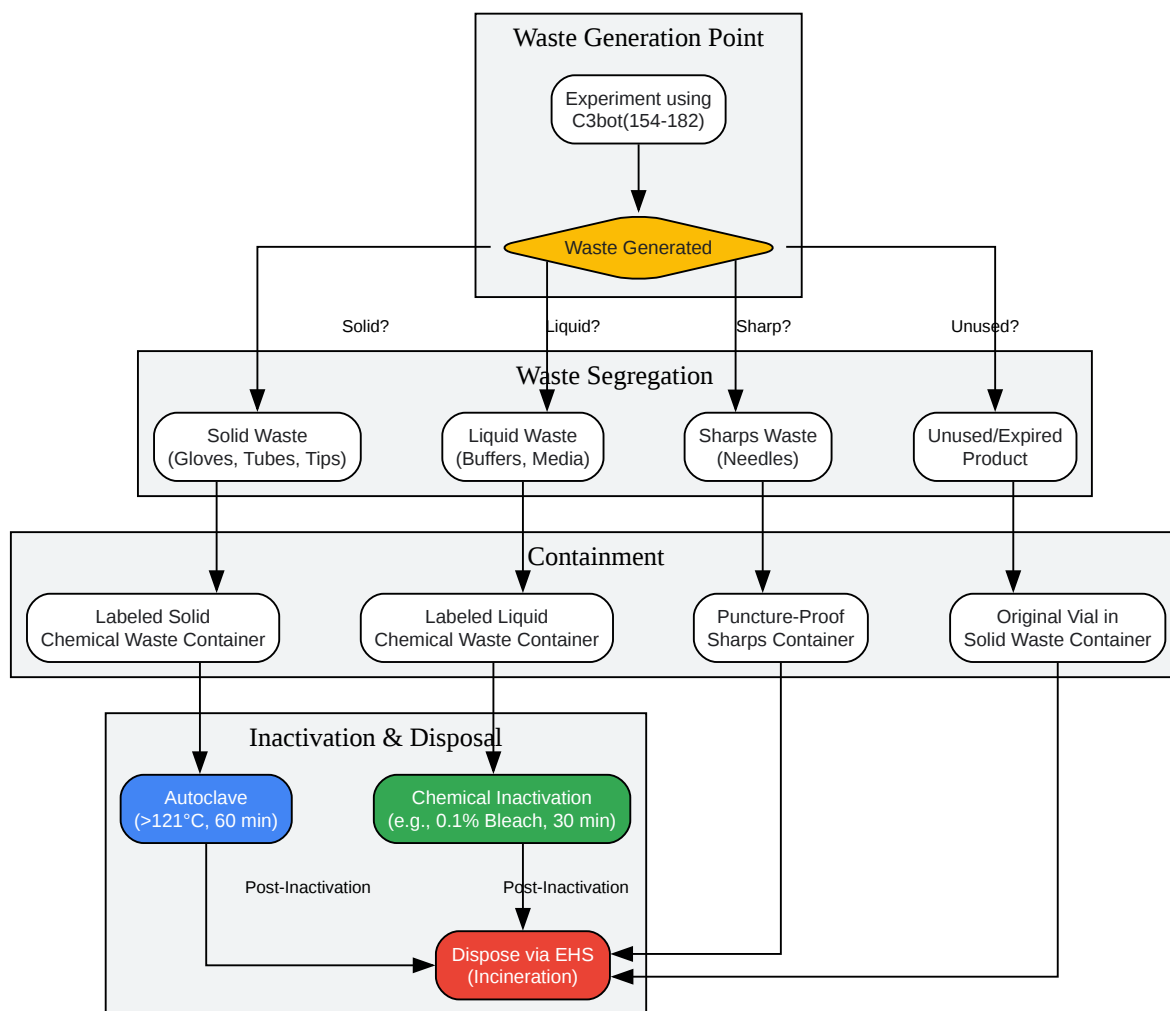 Waste Generation Point
Experiment using
C3bot(154-182)
Waste Generated
Solid?
Liquid?
Sharp?
Unused?
Waste Segregation
Solid Waste
(Gloves, Tubes, Tips)
Liquid Waste
(Buffers, Media)
Sharps Waste
(Needles)
Unused/Expired
Product
Containment
Labeled Solid
Chemical Waste Container
Labeled Liquid
Chemical Waste Container
Puncture-Proof
Sharps Container
Original Vial in
Solid Waste Container
Inactivation & Disposal
Autoclave
(>121°C, 60 min)
Chemical Inactivation
(e.g., 0.1% Bleach, 30 min)
Post-Inactivation
Post-Inactivation
Dispose via EHS
(Incineration)